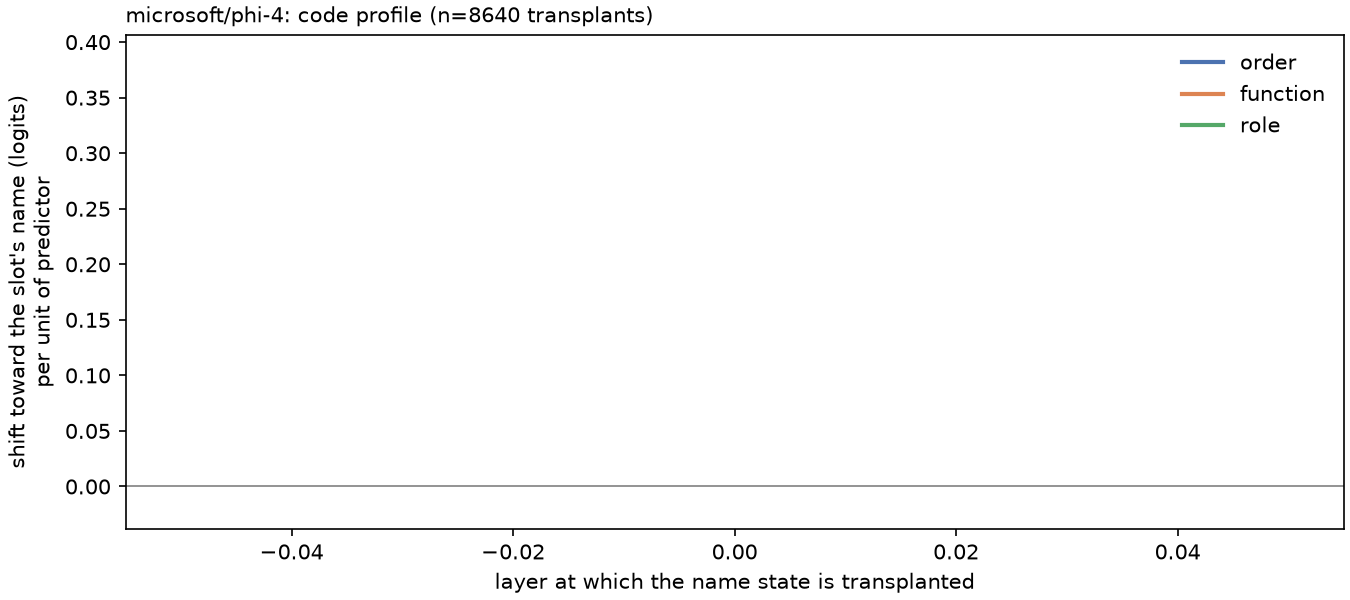 microsoft/phi-4: code profile (n=8640 transplants)
shift toward the slot's name (logits)
per unit of predictor
0.40
0.35
0.30
0.25
0.20
0.15
0.10
0.05
0.00
order
function
role
−0.04
−0.02
0.00
0.02
0.04
layer at which the name state is transplanted